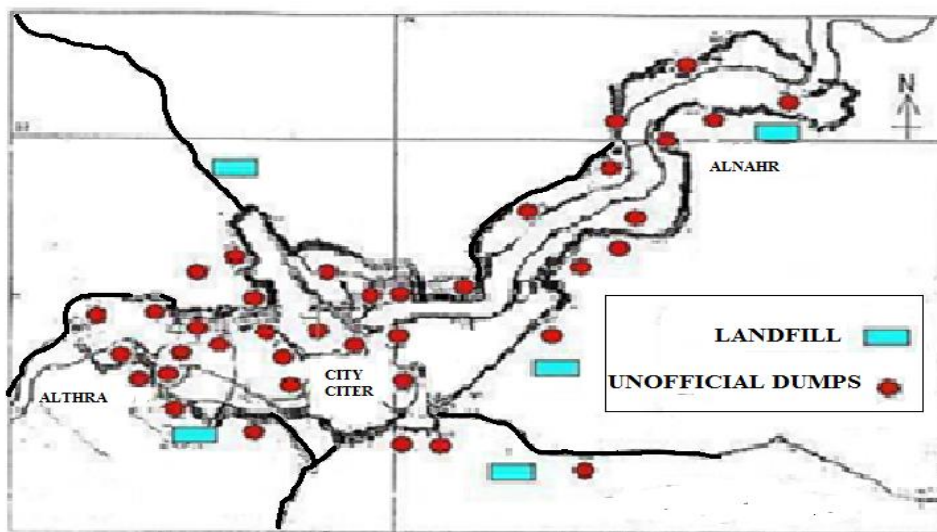 N
ALNAHR
LANDFILL
UNOFFICIAL DUMPS
CITY
CITER
ALTHRA